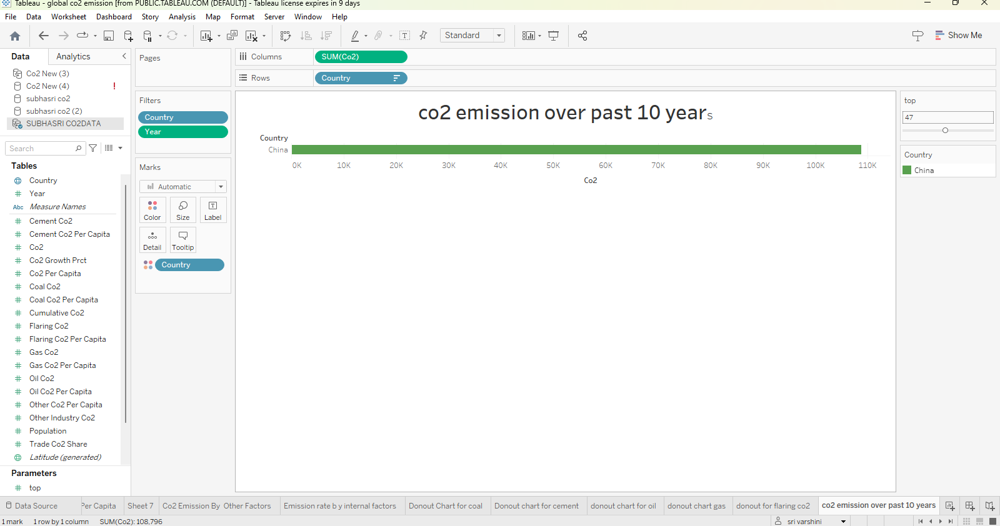 Tableau - global co2 emission [from PUBLIC.TABLEAU.COM (DEFAULT)] - Tableau license expires in 9 days
File Data Worksheet Dashboard Story Analysis Map Format Server Window Help
Standard
Show Me
Data Analytics
Co2 New (3)
Co2 New (4) !
subhasri co2
subhasri co2 (2)
SUBHASRI CO2DATA
Search
Tables
Country
Year
Abc Measure Names
Cement Co2
Cement Co2 Per Capita
Co2
Co2 Growth Prct
Co2 Per Capita
Coal Co2
Coal Co2 Per Capita
Cumulative Co2
Flaring Co2
Flaring Co2 Per Capita
Gas Co2
Gas Co2 Per Capita
Oil Co2
Oil Co2 Per Capita
Other Co2 Per Capita
Other Industry Co2
Population
Trade Co2 Share
Latitude (generated)
Parameters
top
Pages
Filters
Country
Year
Marks
Automatic
Color Size Label
Detail Tooltip
Country
Columns SUM(Co2)
Rows Country
co2 emission over past 10 years
Country
China
0K 10K 20K 30K 40K 50K 60K 70K 80K 90K 100K 110K
Co2
top
47
Country
China
Data Source Per Capita Sheet 7 Co2 Emission By Other Factors Emission rate b y internal factors Donout Chart for coal Donout chart for cement donout chart for oil donout chart gas donout for flaring co2 co2 emission over past 10 years
1 mark 1 row by 1 column SUM(Co2): 108,796 sri varshini